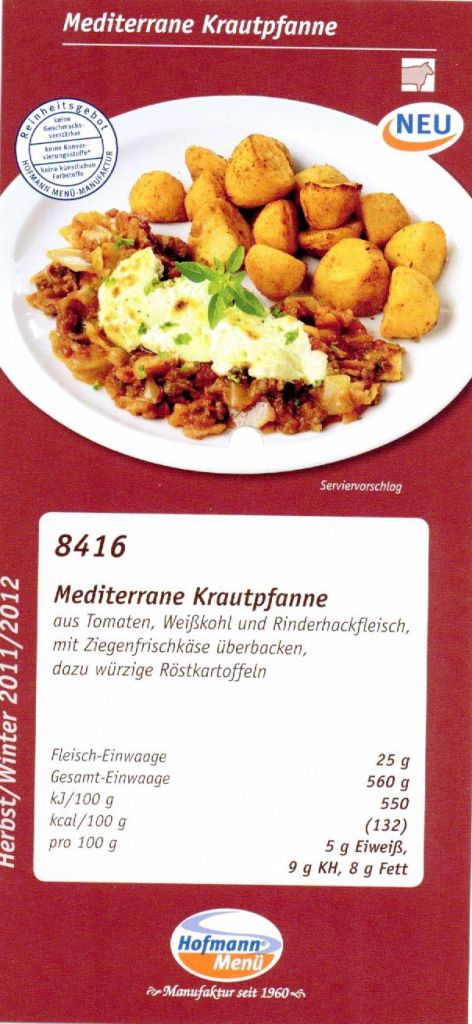 Mediterrane Krautpfanne
NEU
Reinheitsgebot
keine
Geschmacks-
verstärker
keine Konser-
vierungsstoffe*
keine künstlichen
Farbstoffe
HOFMANN MENÜ-MANUFAKTUR
Serviervorschlag
8416
Mediterrane Krautpfanne
aus Tomaten, Weißkohl und Rinderhackfleisch,
mit Ziegenfrischkäse überbacken,
dazu würzige Röstkartoffeln
Fleisch-Einwaage 25 g
Gesamt-Einwaage 560 g
kJ/100 g 550
kcal/100 g (132)
pro 100 g 5 g Eiweiß,
9 g KH, 8 g Fett
Herbst/Winter 2011/2012
Hofmann®
Menü
Manufaktur seit 1960